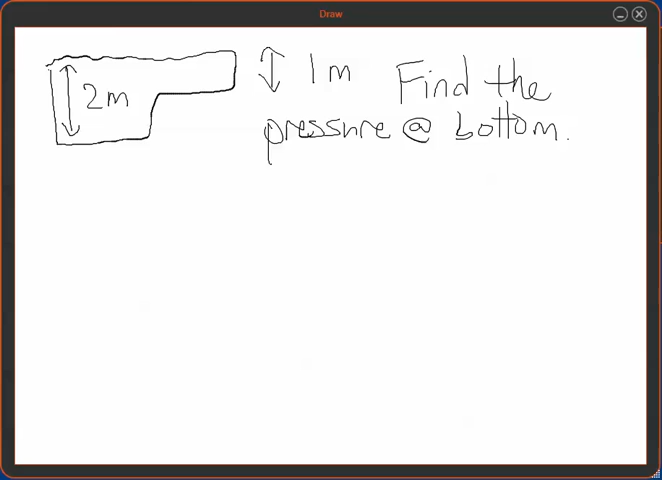 Draw
2m
1m Find the
pressure @ bottom.